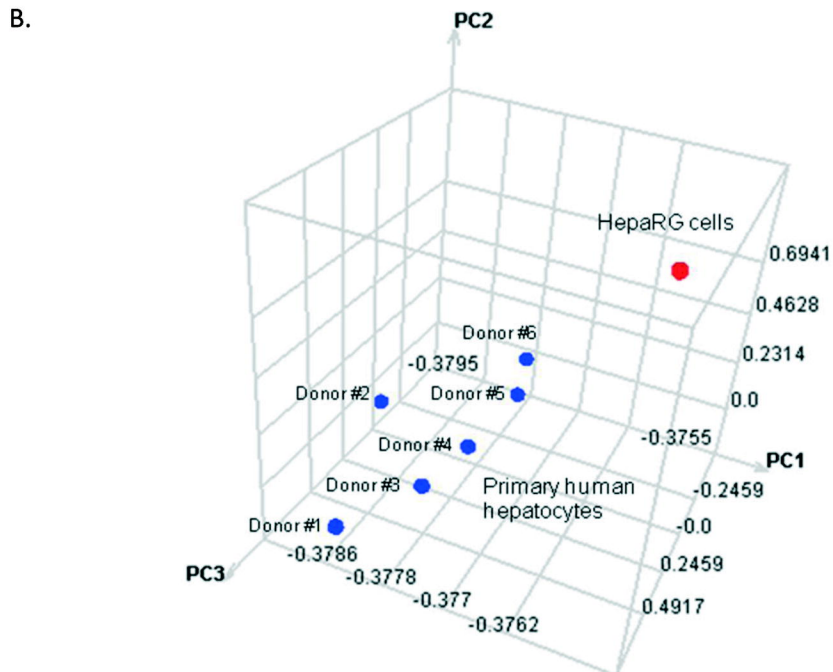 B.
PC2
HepaRG cells
0.6941
0.4628
Donor #6
0.2314
-0.3795
Donor #2
Donor #5
0.0
-0.3755
Donor #4
PC1
Donor #3
Primary human
hepatocytes
-0.2459
Donor #1
-0.0
-0.3786
0.2459
PC3
-0.3778
-0.377
0.4917
-0.3762